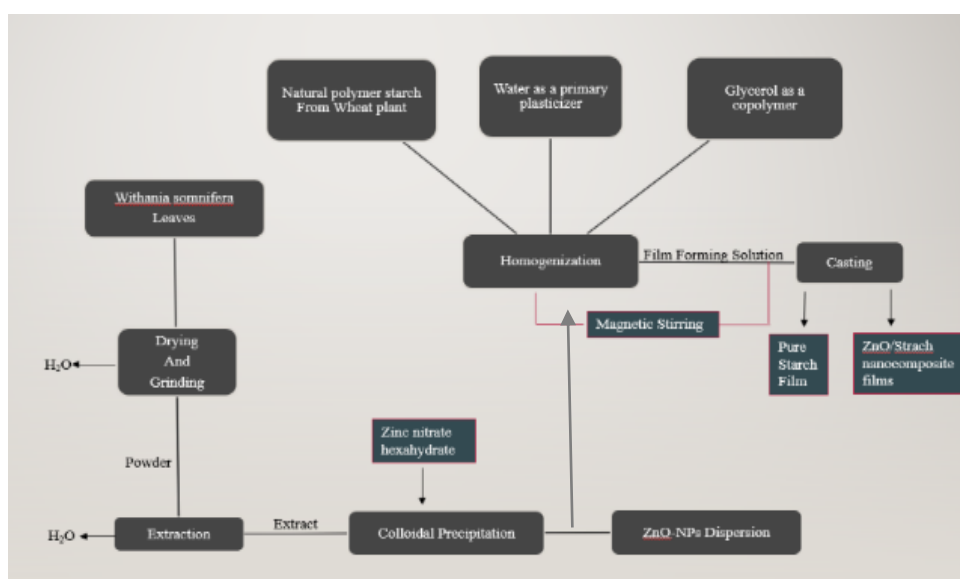 Natural polymer starch
From Wheat plant
Water as a primary
plasticizer
Glycerol as a
copolymer
Withania somnifera
Leaves
Homogenization
Film Forming Solution
Casting
Magnetic Stirring
Pure
Starch
Film
ZnO/Strach
nanocomposite
films
Drying
And
Grinding
H₂O
Powder
Zinc nitrate
hexahydrate
H₂O
Extraction
Extract
Colloidal Precipitation
ZnO-NPs Dispersion